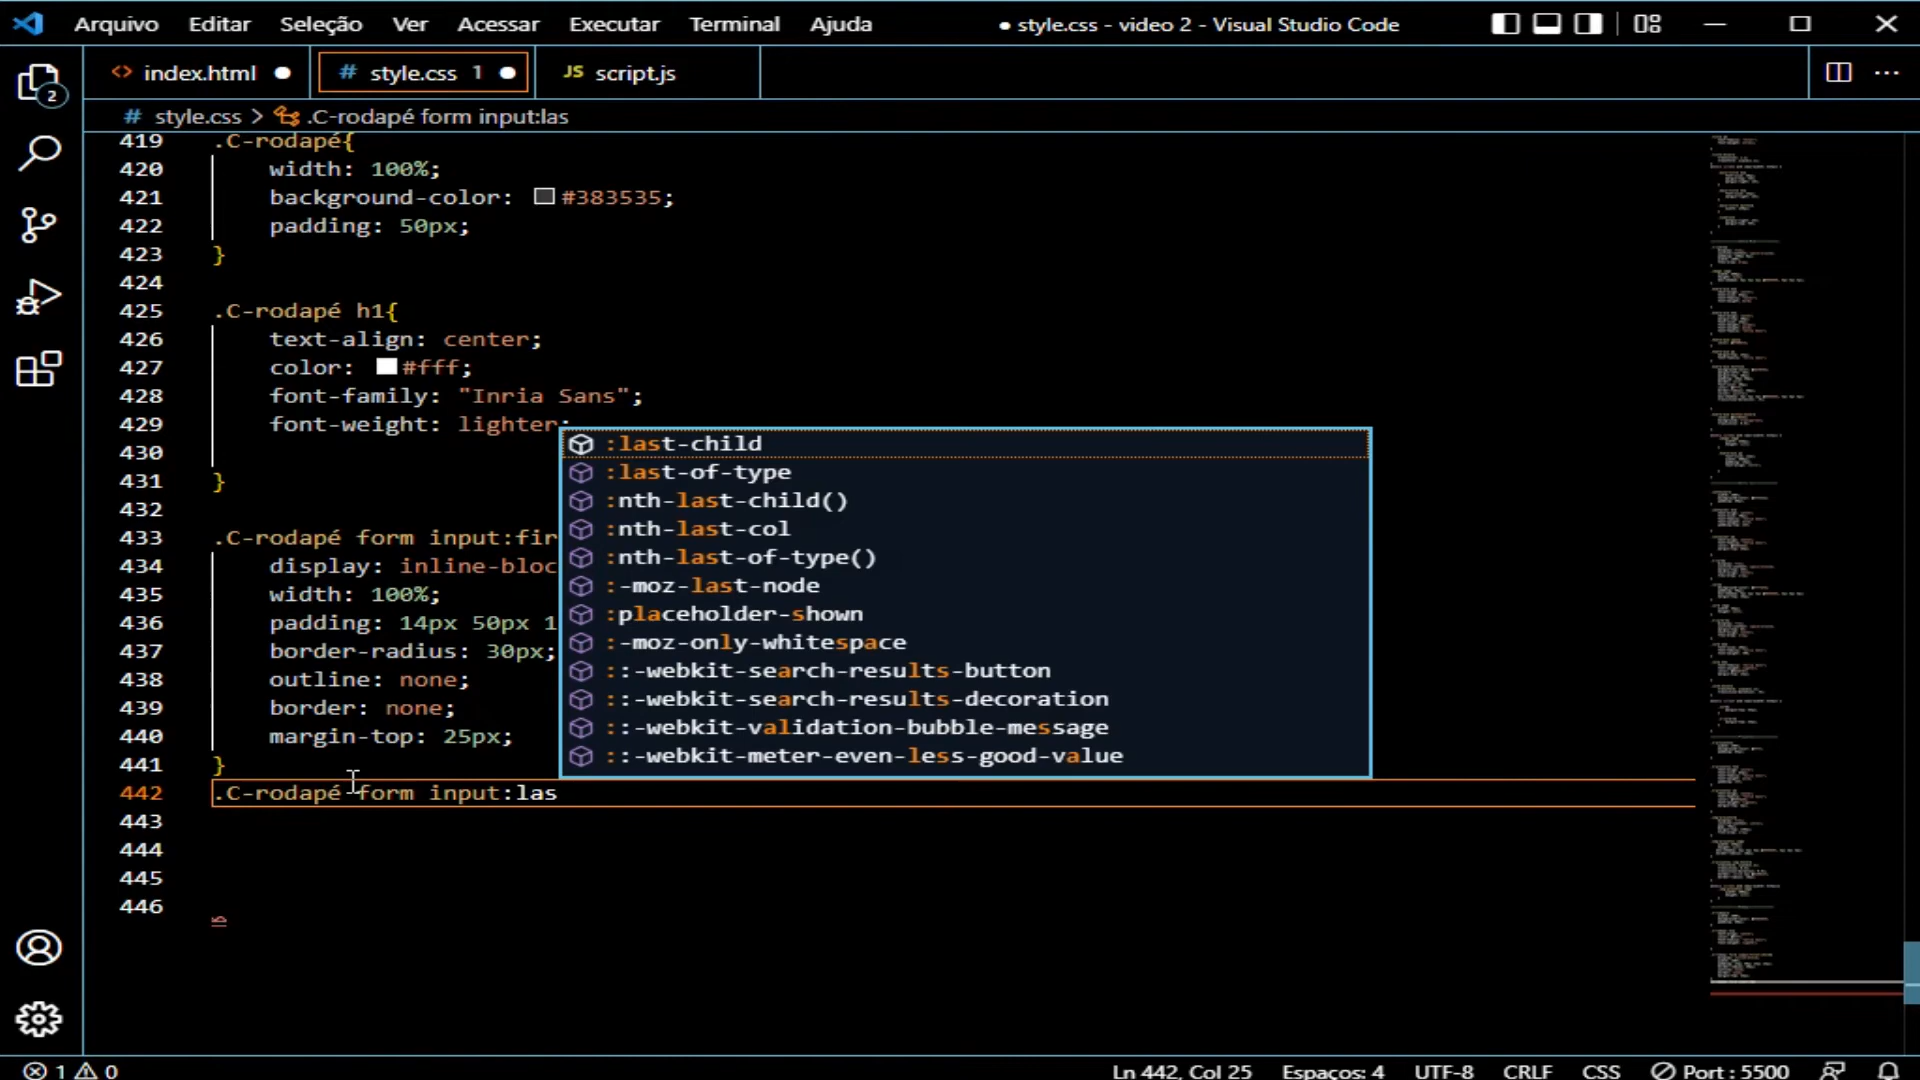 Arquivo Editar Seleção Ver Acessar Executar Terminal Ajuda ● style.css - video 2 - Visual Studio Code
<> index.html ● # style.css 1 ● JS script.js ···
2
# style.css > .C-rodapé form input:las
419 .C-rodapé{
420 width: 100%;
421 background-color: #383535;
422 padding: 50px;
423 }
424
425 .C-rodapé h1{
426 text-align: center;
427 color: #fff;
428 font-family: "Inria Sans";
429 font-weight: lighter;
430
431 }
432
433 .C-rodapé form input:fir
434 display: inline-bloc
435 width: 100%;
436 padding: 14px 50px 1
437 border-radius: 30px;
438 outline: none;
439 border: none;
440 margin-top: 25px;
441 }
442 .C-rodapé form input:las
443
444
445
446
:last-child
:last-of-type
:nth-last-child()
:nth-last-col
:nth-last-of-type()
:-moz-last-node
:placeholder-shown
:-moz-only-whitespace
::-webkit-search-results-button
::-webkit-search-results-decoration
::-webkit-validation-bubble-message
::-webkit-meter-even-less-good-value
1 0 Ln 442, Col 25 Espaços: 4 UTF-8 CRLF CSS Port : 5500